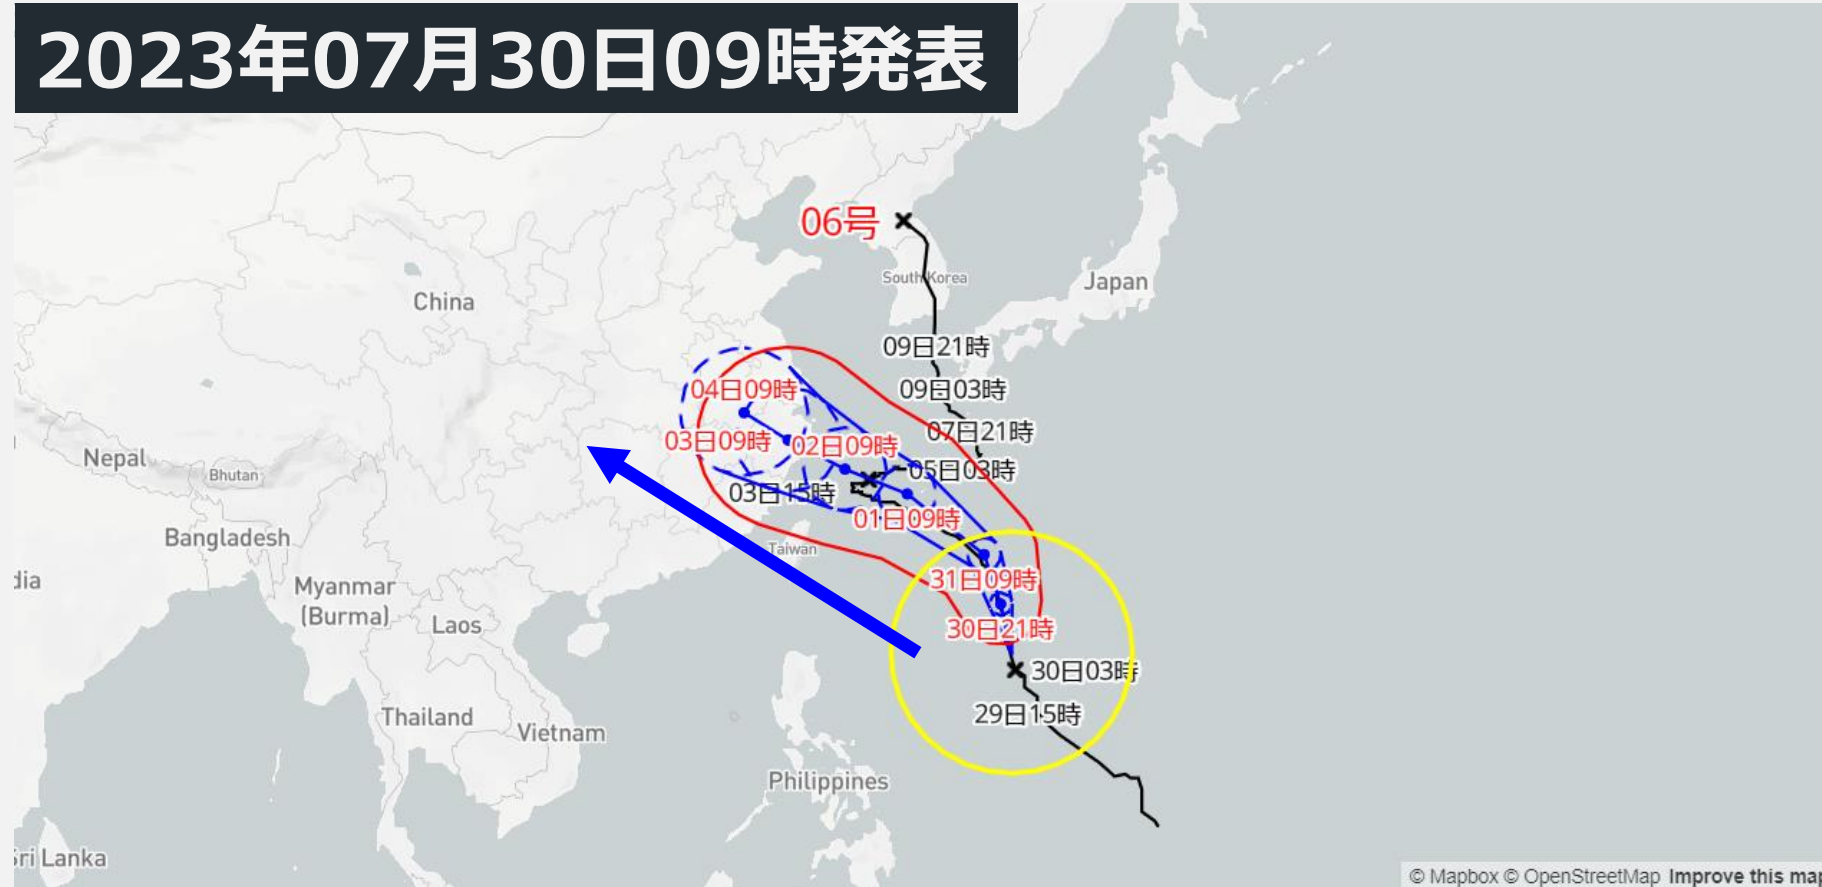 2023年07月30日09時発表
06号
South Korea
Japan
China
09日21時
04日09時
09日03時
07日21時
03日09時
02日09時
Nepal
Bhutan
05日03時
03日15時
01日09時
Bangladesh
Taiwan
31日09時
Myanmar
(Burma)
Laos
30日21時
30日03時
29日15時
Thailand
Vietnam
Philippines
ri Lanka
dia
© Mapbox © OpenStreetMap Improve this map